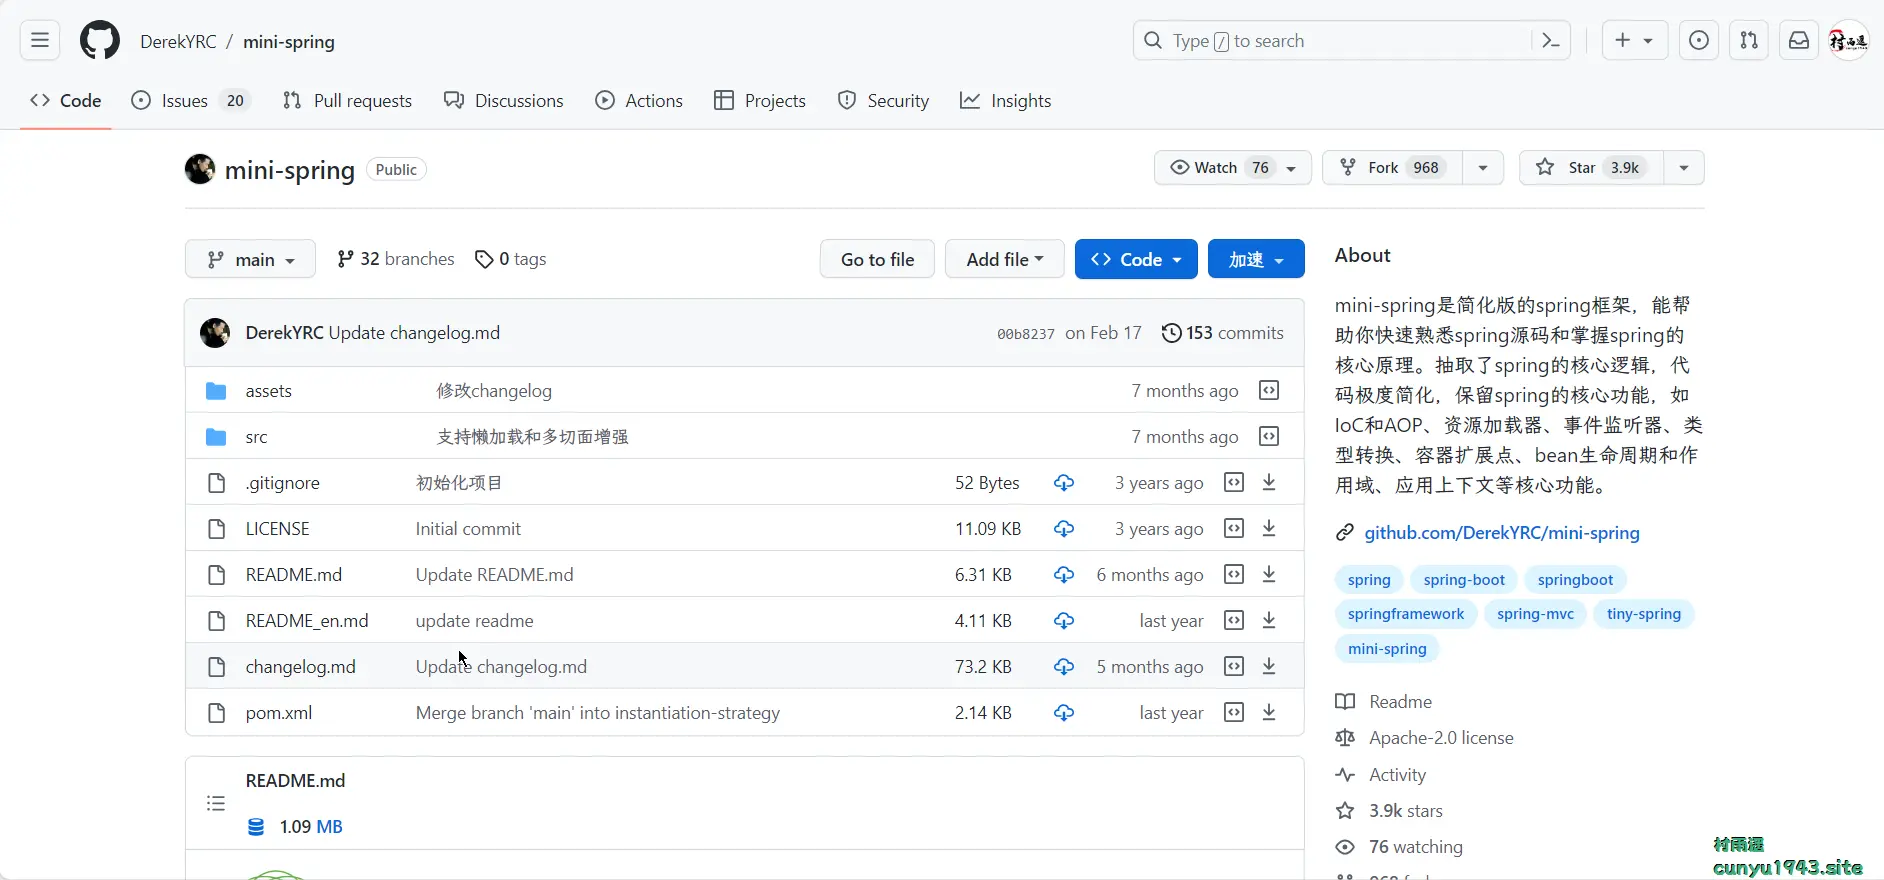 DerekYRC / mini-spring
Type / to search
Code
Issues 20
Pull requests
Discussions
Actions
Projects
Security
Insights
mini-spring Public
Watch 76
Fork 968
Star 3.9k
main
32 branches
0 tags
Go to file
Add file
Code
加速
DerekYRC Update changelog.md 00b8237 on Feb 17 153 commits
assets 修改changelog 7 months ago
src 支持懒加载和多切面增强 7 months ago
.gitignore 初始化项目 52 Bytes 3 years ago
LICENSE Initial commit 11.09 KB 3 years ago
README.md Update README.md 6.31 KB 6 months ago
README_en.md update readme 4.11 KB last year
changelog.md Update changelog.md 73.2 KB 5 months ago
pom.xml Merge branch 'main' into instantiation-strategy 2.14 KB last year
README.md
1.09 MB
About
mini-spring是简化版的spring框架，能帮
助你快速熟悉spring源码和掌握spring的
核心原理。抽取了spring的核心逻辑，代
码极度简化，保留spring的核心功能，如
IoC和AOP、资源加载器、事件监听器、类
型转换、容器扩展点、bean生命周期和作
用域、应用上下文等核心功能。
github.com/DerekYRC/mini-spring
spring spring-boot springboot
springframework spring-mvc tiny-spring
mini-spring
Readme
Apache-2.0 license
Activity
3.9k stars
76 watching
村雨遥
cunyu1943.site